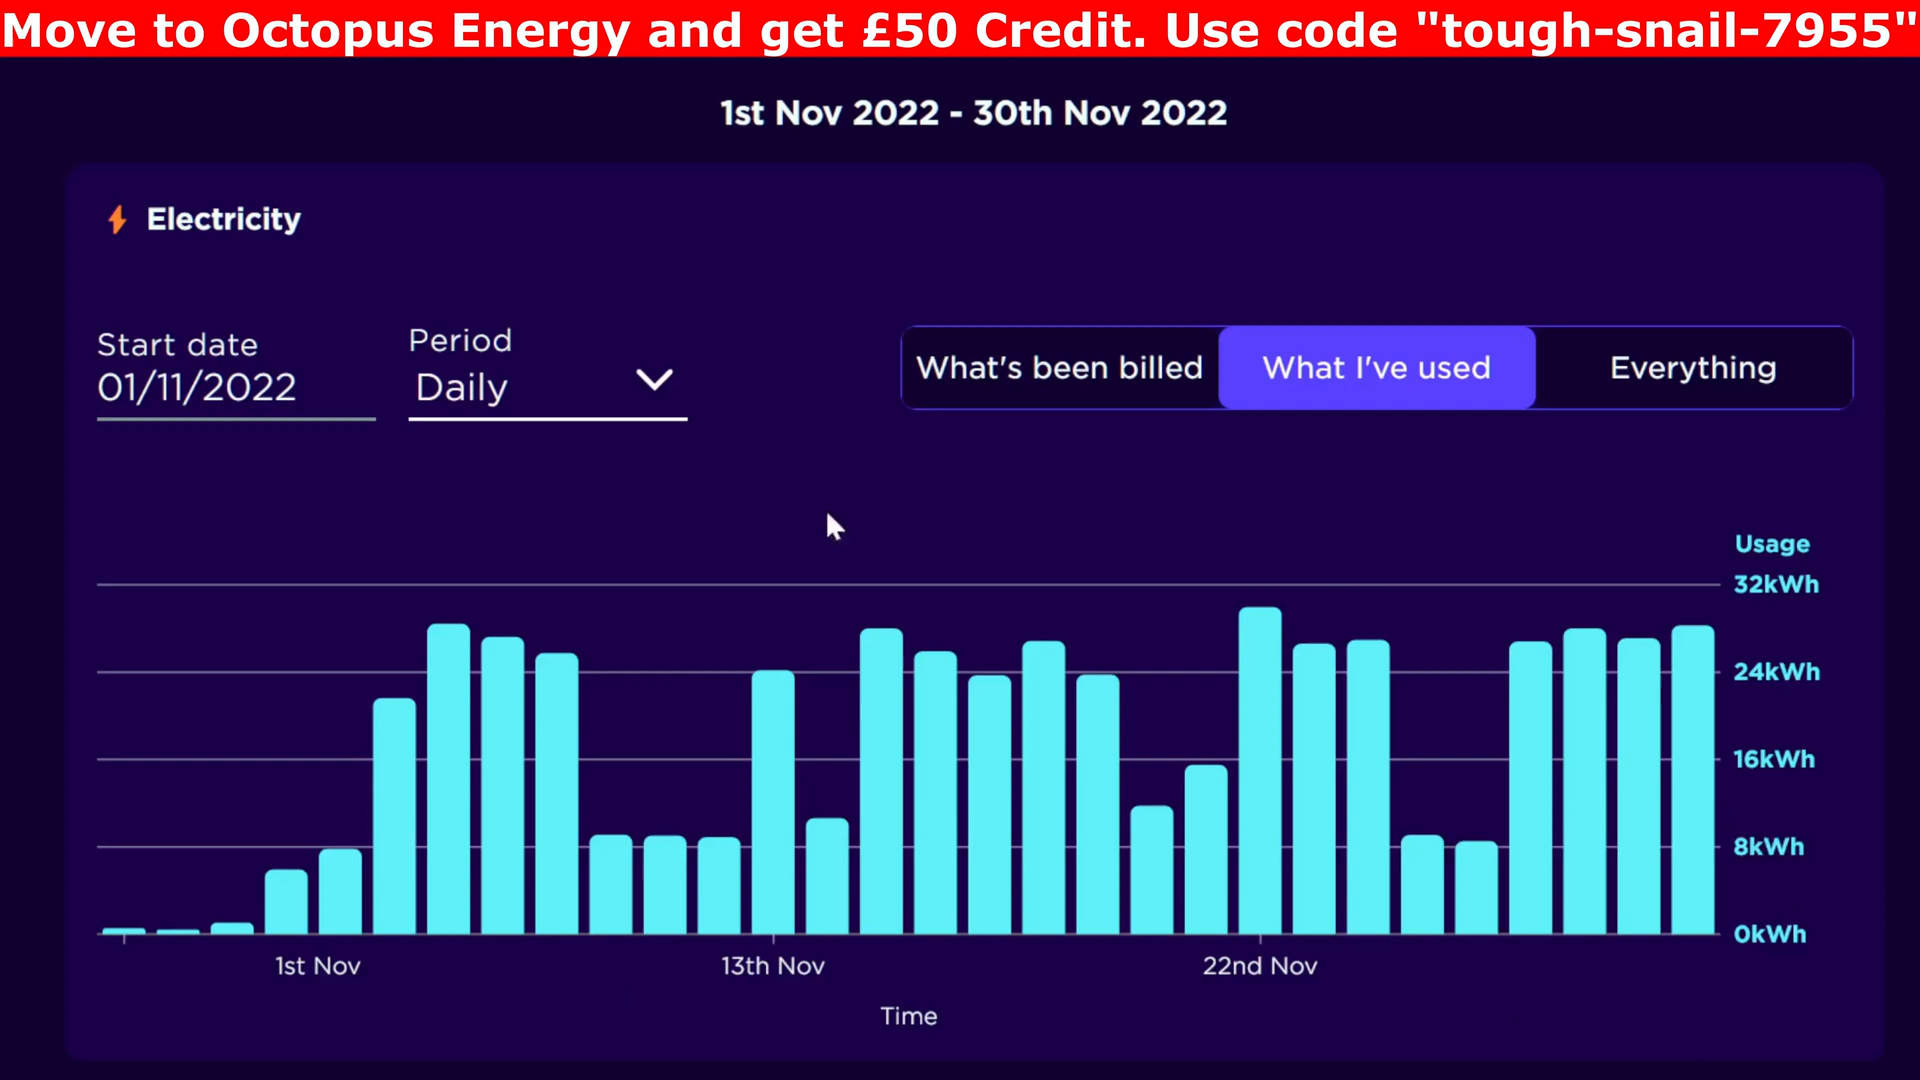 Move to Octopus Energy and get £50 Credit. Use code "tough-snail-7955"
1st Nov 2022 - 30th Nov 2022
Electricity
Start date
01/11/2022
Period
Daily
What's been billed
What I've used
Everything
Usage
32kWh
24kWh
16kWh
8kWh
0kWh
1st Nov
13th Nov
22nd Nov
Time